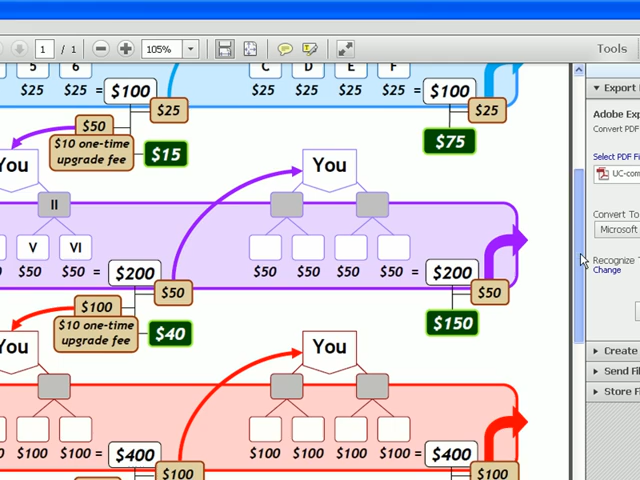 1 / 1 105% Tools
5 6 C D E F
$25 $25 = $100 $25 $25 $25 $25 = $100
$25 $25
$50
$10 one-time
upgrade fee
$15 $75
You You
II
V VI
$50 $50 = $200 $50 $50 $50 $50 = $200
$50 $50
$100
$10 one-time
upgrade fee
$40 $150
You You
$100 $100 = $400 $100 $100 $100 $100 = $400
$100 $100
Export
Adobe Exp
Convert PDF
Select PDF Fi
UC-com
Convert To
Microsoft
Recognize T
Change
Create
Send Fi
Store F